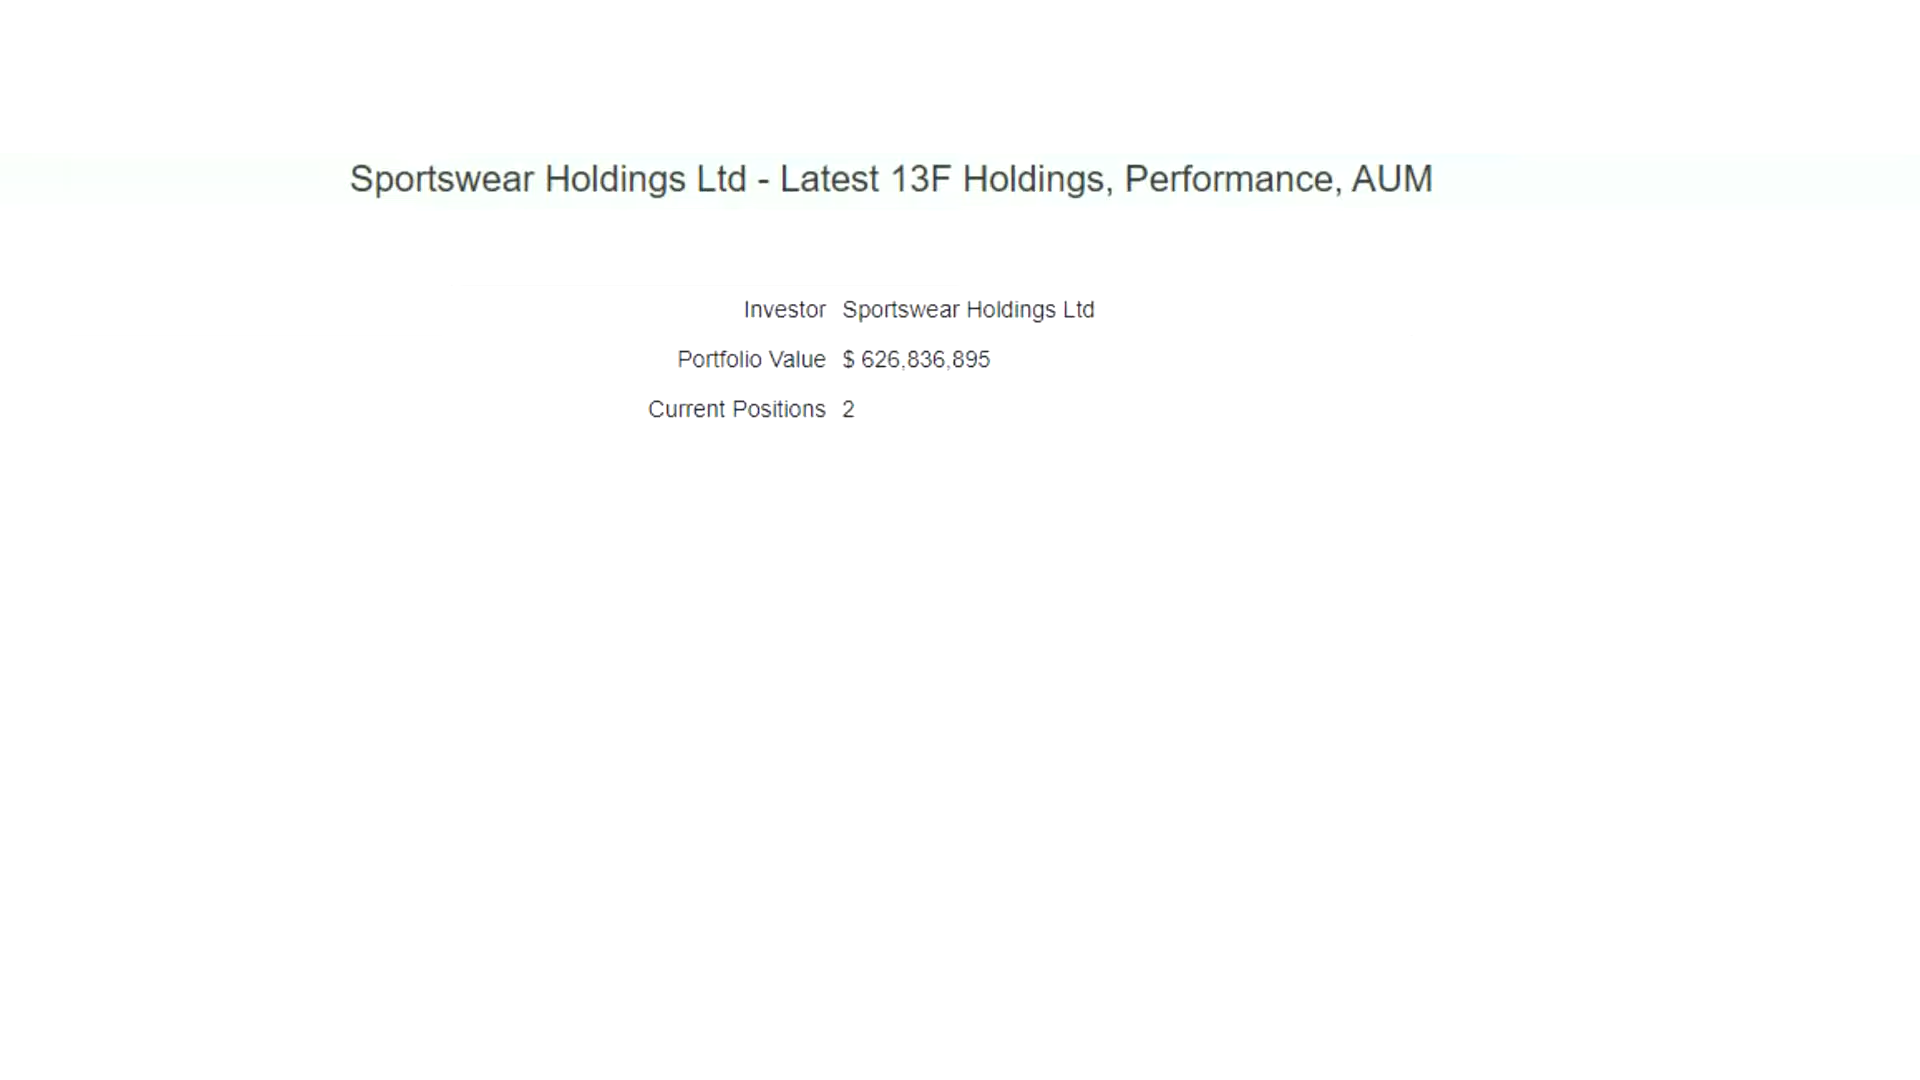 Sportswear Holdings Ltd - Latest 13F Holdings, Performance, AUM
Investor Sportswear Holdings Ltd
Portfolio Value $ 626,836,895
Current Positions 2